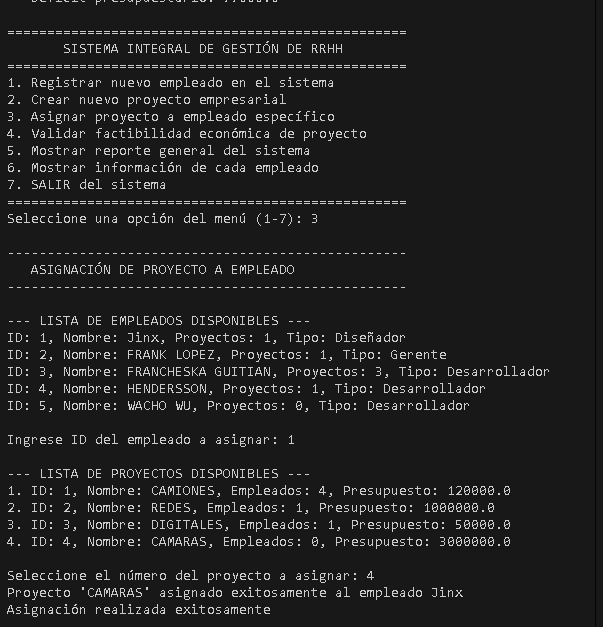 Déficit presupuestario: 77000.0
==================================================
SISTEMA INTEGRAL DE GESTIÓN DE RRHH
==================================================
1. Registrar nuevo empleado en el sistema
2. Crear nuevo proyecto empresarial
3. Asignar proyecto a empleado específico
4. Validar factibilidad económica de proyecto
5. Mostrar reporte general del sistema
6. Mostrar información de cada empleado
7. SALIR del sistema
==================================================
Seleccione una opción del menú (1-7): 3
--------------------------------------------------
ASIGNACIÓN DE PROYECTO A EMPLEADO
--------------------------------------------------
--- LISTA DE EMPLEADOS DISPONIBLES ---
ID: 1, Nombre: Jinx, Proyectos: 1, Tipo: Diseñador
ID: 2, Nombre: FRANK LOPEZ, Proyectos: 1, Tipo: Gerente
ID: 3, Nombre: FRANCHESKA GUITIAN, Proyectos: 3, Tipo: Desarrollador
ID: 4, Nombre: HENDERSSON, Proyectos: 1, Tipo: Desarrollador
ID: 5, Nombre: WACHO WU, Proyectos: 0, Tipo: Desarrollador
Ingrese ID del empleado a asignar: 1
--- LISTA DE PROYECTOS DISPONIBLES ---
1. ID: 1, Nombre: CAMIONES, Empleados: 4, Presupuesto: 120000.0
2. ID: 2, Nombre: REDES, Empleados: 1, Presupuesto: 1000000.0
3. ID: 3, Nombre: DIGITALES, Empleados: 1, Presupuesto: 50000.0
4. ID: 4, Nombre: CAMARAS, Empleados: 0, Presupuesto: 3000000.0
Seleccione el número del proyecto a asignar: 4
Proyecto 'CAMARAS' asignado exitosamente al empleado Jinx
Asignación realizada exitosamente